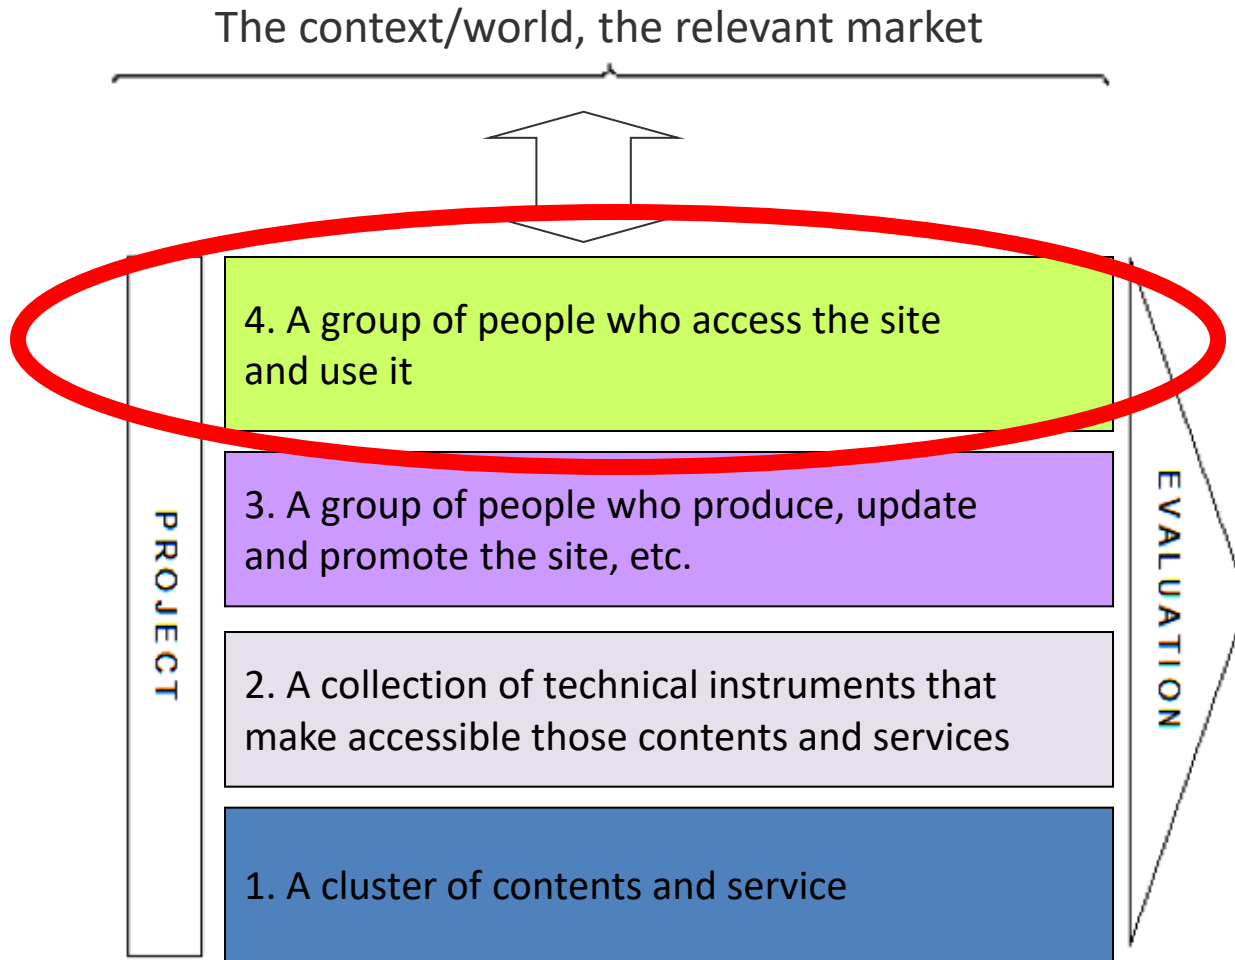 The context/world, the relevant market
4. A group of people who access the site
and use it
3. A group of people who produce, update
and promote the site, etc.
PROJECT
EVALUATION
2. A collection of technical instruments that
make accessible those contents and services
1. A cluster of contents and service